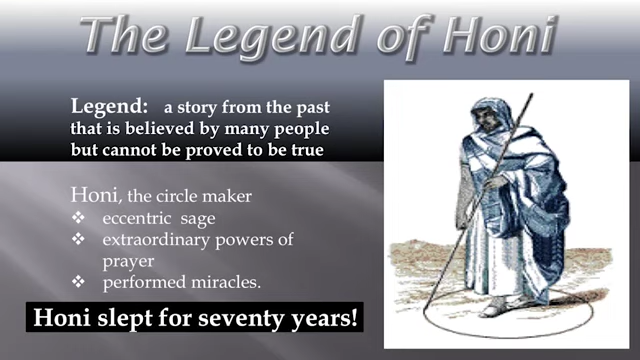 The Legend of Honi
Legend: a story from the past
that is believed by many people
but cannot be proved to be true
Honi, the circle maker
❖ eccentric sage
❖ extraordinary powers of
prayer
❖ performed miracles.
Honi slept for seventy years!